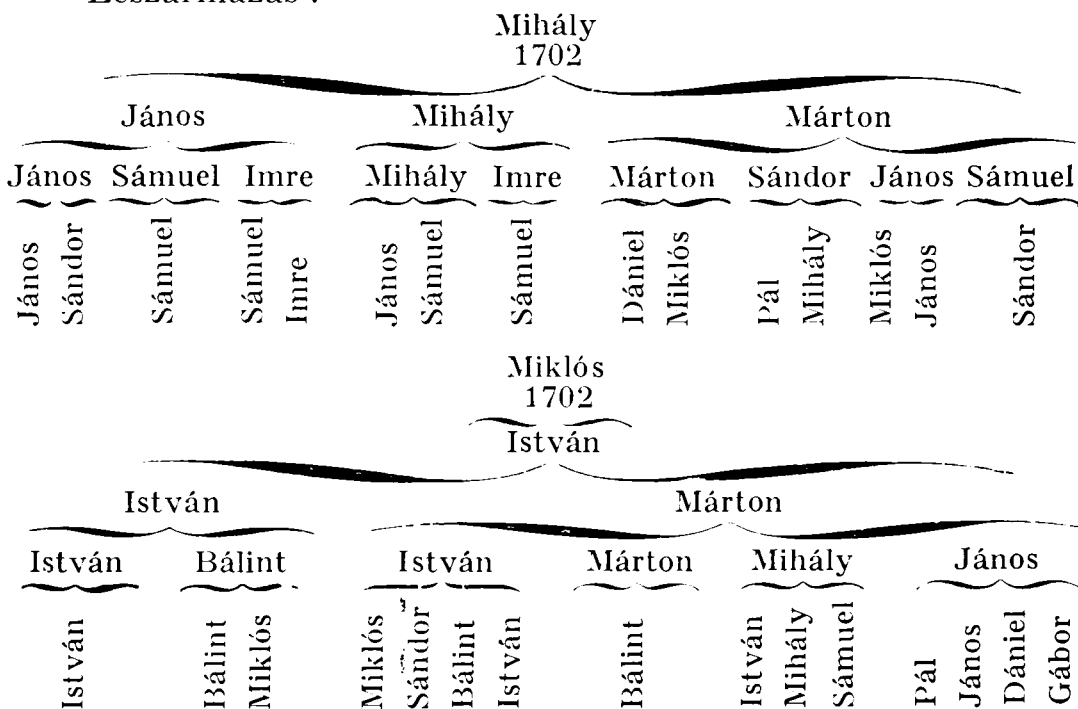 Leszármazás :
Mihály
1702
János Mihály Márton
János Sámuel Imre Mihály Imre Márton Sándor János Sámuel
János Sándor Sámuel Sámuel Imre János Sámuel Sámuel Dániel Miklós Pál Mihály Miklós János Sándor
Miklós
1702
István
István Márton
István Bálint István Márton Mihály János
István Bálint Miklós Miklós Sándor Bálint István Bálint István Mihály Sámuel Pál János Dániel Gábor